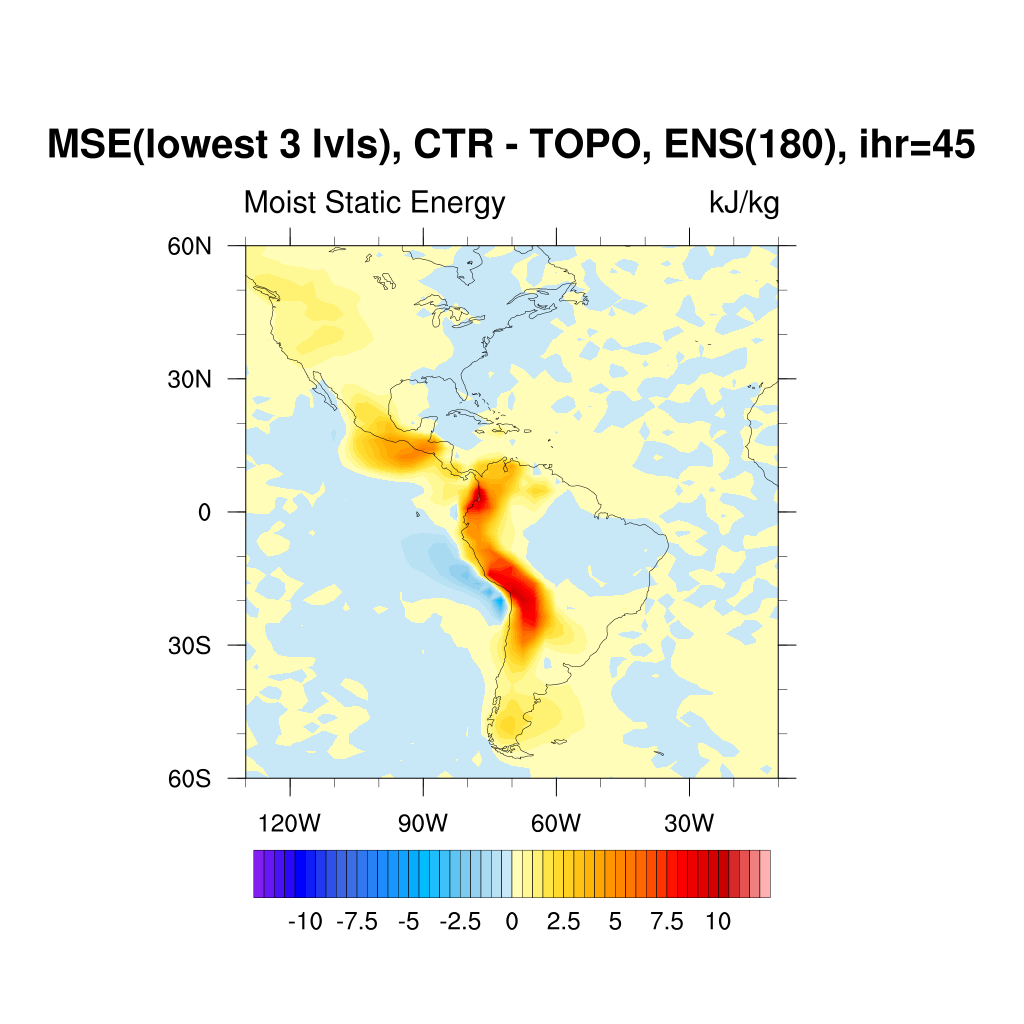 MSE(lowest 3 lvls), CTR - TOPO, ENS(180), ihr=45
Moist Static Energy kJ/kg
60N
30N
0
30S
60S
120W 90W 60W 30W
-10 -7.5 -5 -2.5 0 2.5 5 7.5 10